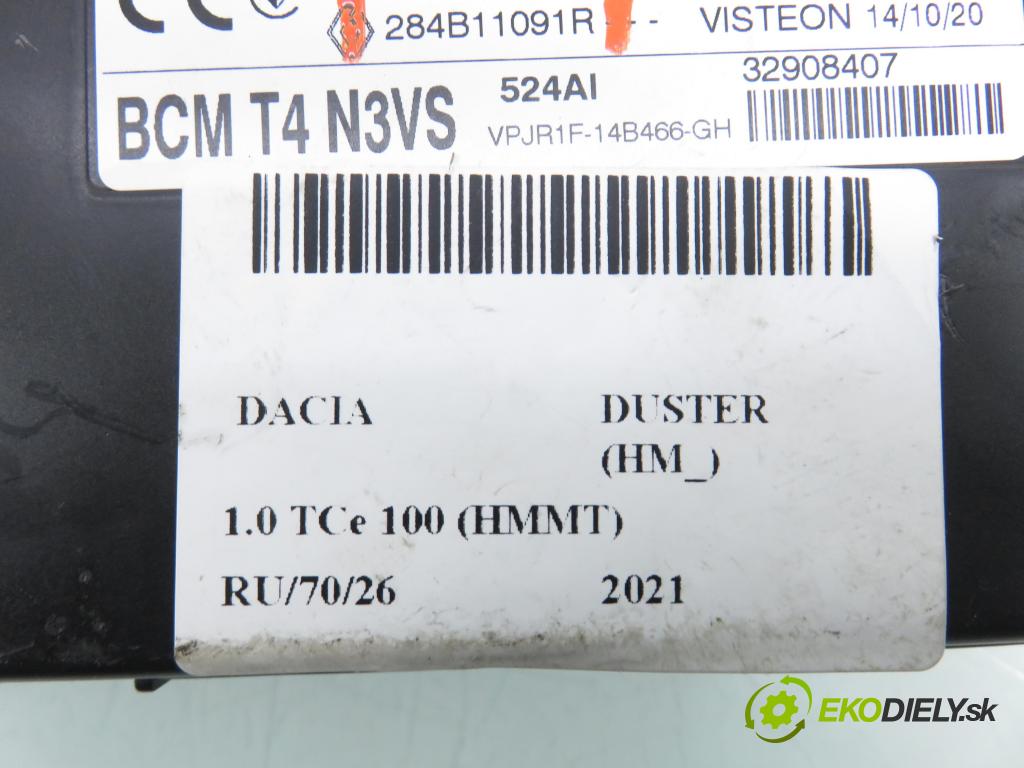 CE
284B11091R - - - VISTEON 14/10/20
BCM T4 N3VS 524AI 32908407
VPJR1F-14B466-GH
DACIA DUSTER
(HM_)
1.0 TCe 100 (HMMT)
RU/70/26 2021
EKODIELY.sk